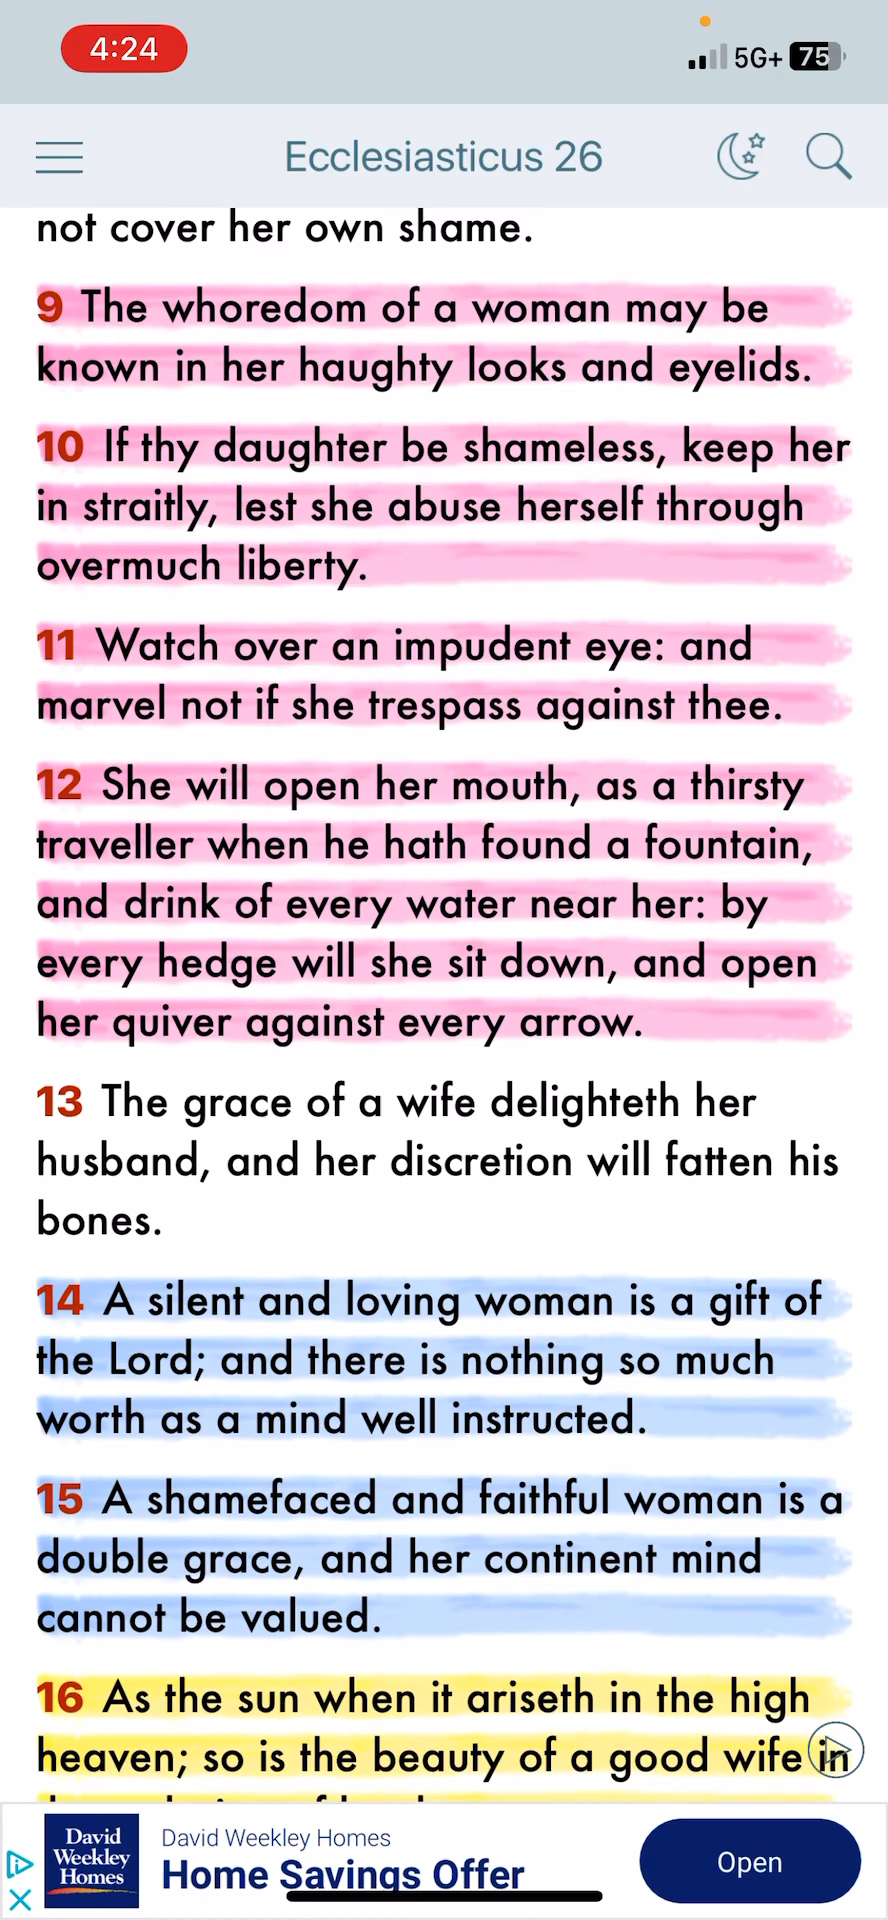 4:24
5G+ 75
Ecclesiasticus 26
not cover her own shame.
9 The whoredom of a woman may be
known in her haughty looks and eyelids.
10 If thy daughter be shameless, keep her
in straitly, lest she abuse herself through
overmuch liberty.
11 Watch over an impudent eye: and
marvel not if she trespass against thee.
12 She will open her mouth, as a thirsty
traveller when he hath found a fountain,
and drink of every water near her: by
every hedge will she sit down, and open
her quiver against every arrow.
13 The grace of a wife delighteth her
husband, and her discretion will fatten his
bones.
14 A silent and loving woman is a gift of
the Lord; and there is nothing so much
worth as a mind well instructed.
15 A shamefaced and faithful woman is a
double grace, and her continent mind
cannot be valued.
16 As the sun when it ariseth in the high
heaven; so is the beauty of a good wife in
David
Weekley
Homes
David Weekley Homes
Home Savings Offer
Open